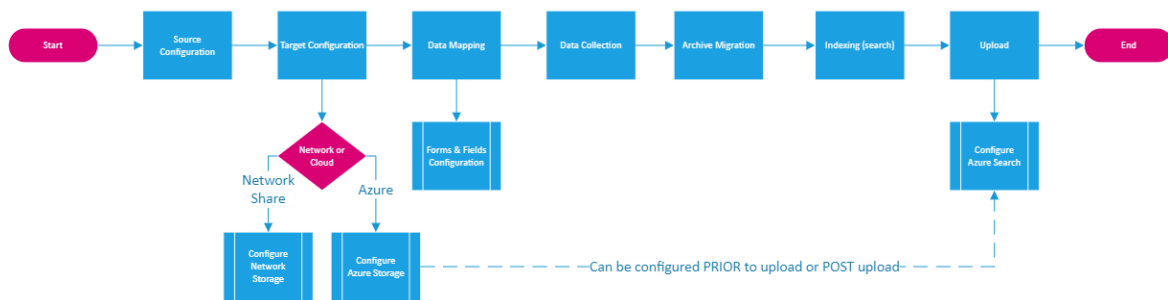 Start
Source
Configuration
Target Configuration
Data Mapping
Data Collection
Archive Migration
Indexing (search)
Upload
End
Network or
Cloud
Forms & Fields
Configuration
Configure
Azure Search
Network
Share
Azure
Configure
Network
Storage
Configure
Azure Storage
Can be configured PRIOR to upload or POST upload